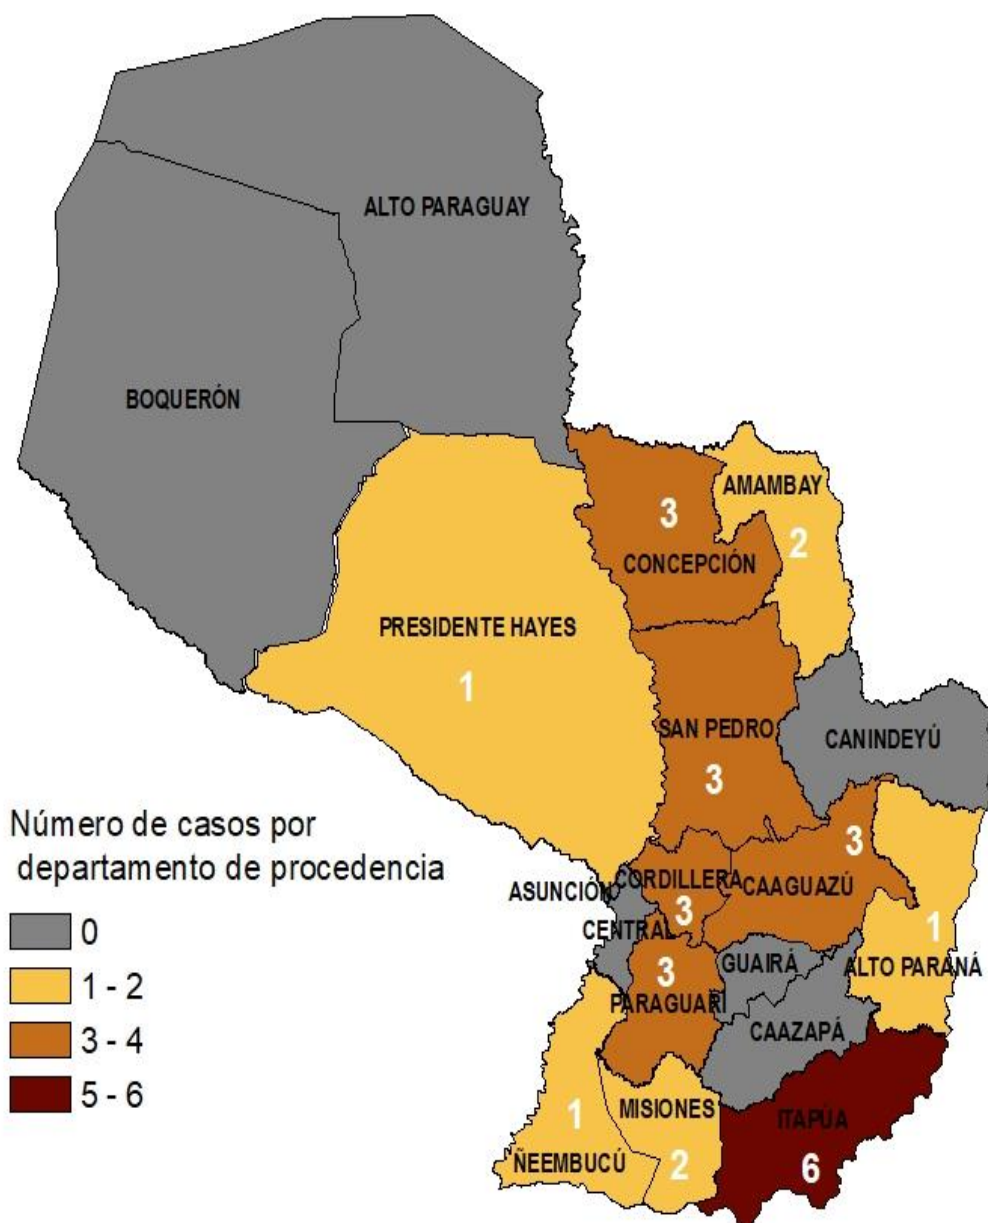 ALTO PARAGUAY
BOQUERÓN
AMAMBAY
3
2
CONCEPCIÓN
PRESIDENTE HAYES
1
SAN PEDRO
CANINDEYÚ
3
Número de casos por
departamento de procedencia
0
1 - 2
3 - 4
5 - 6
3
CORDILLERA
CAAGUAZÚ
ASUNCIÓN
3
CENTRAL
1
GUAIRÁ
ALTO PARANÁ
3
PARAGUARÍ
CAAZAPÁ
1
MISIONES
ITAPÚA
ÑEEMBUCÚ
2
6